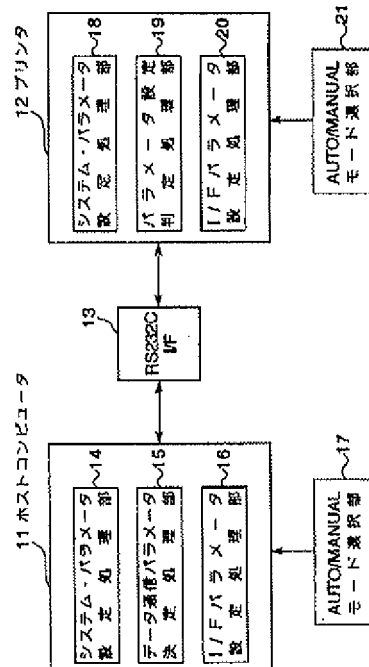 11 ホストコンピュータ
システム・パラメータ
設定処理部
14
データ通信パラメータ
決定処理部
15
I/Fパラメータ
設定処理部
16
AUTO/MANUAL
モード選択部
17
13
RS232C
I/F
12 プリンタ
システム・パラメータ
設定処理部
18
パラメータ設定
判定処理部
19
I/Fパラメータ
設定処理部
20
AUTO/MANUAL
モード選択部
21